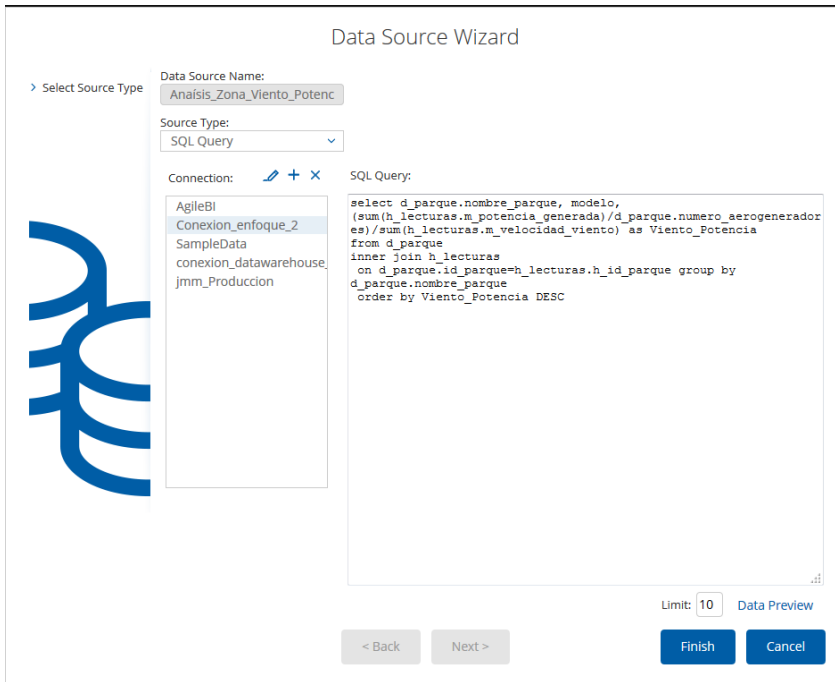 Data Source Wizard
> Select Source Type
Data Source Name:
Anaísis_Zona_Viento_Potenc
Source Type:
SQL Query
Connection:
AgileBI
Conexion_enfoque_2
SampleData
conexion_datawarehouse_
jmm_Produccion
SQL Query:
select d_parque.nombre_parque, modelo,
(sum(h_lecturas.m_potencia_generada)/d_parque.numero_aerogenerador
es)/sum(h_lecturas.m_velocidad_viento) as Viento_Potencia
from d_parque
inner join h_lecturas
on d_parque.id_parque=h_lecturas.h_id_parque group by
d_parque.nombre_parque
order by Viento_Potencia DESC
Limit: 10 Data Preview
< Back Next > Finish Cancel